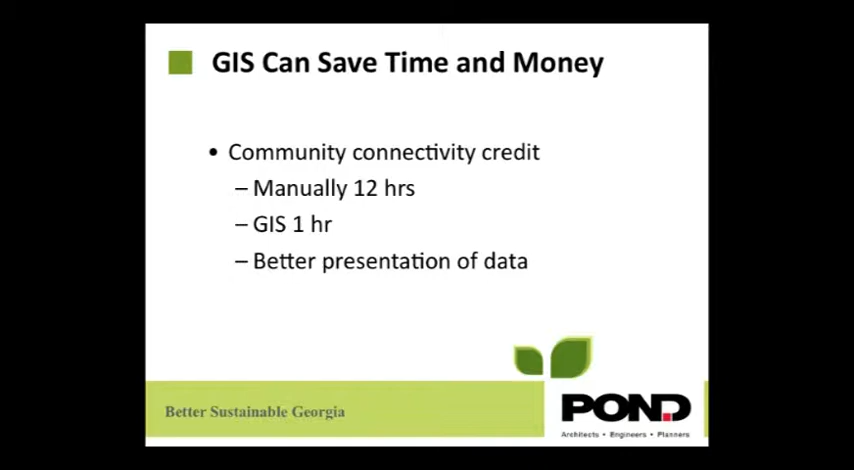 GIS Can Save Time and Money
• Community connectivity credit
– Manually 12 hrs
– GIS 1 hr
– Better presentation of data
Better Sustainable Georgia
POND
Architects • Engineers • Planners